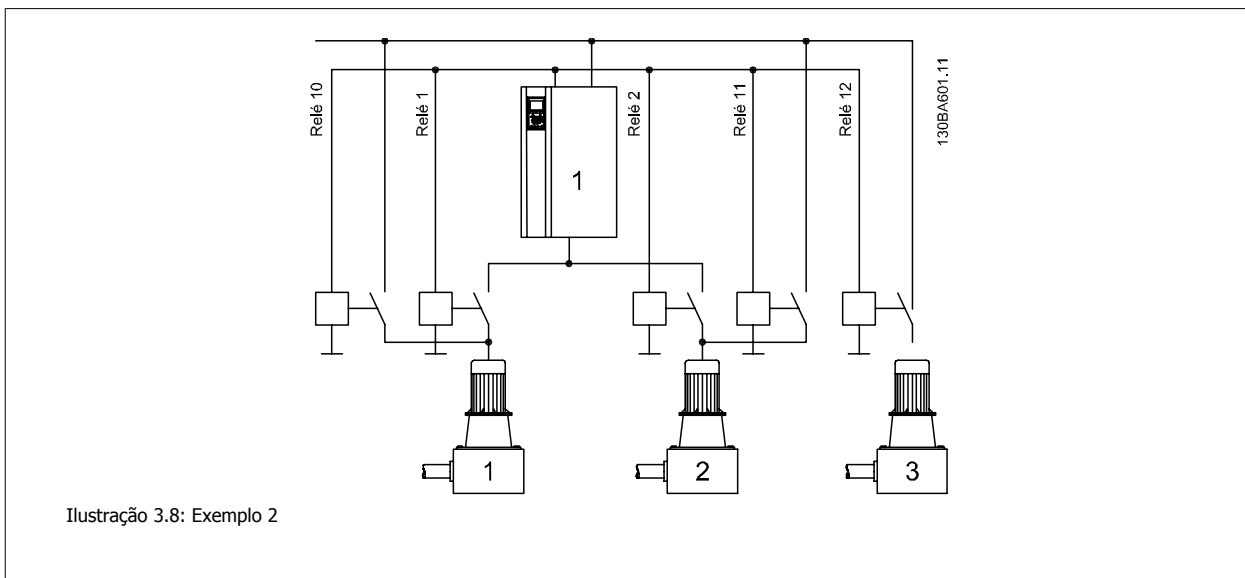 Relé 10
Relé 1
Relé 2
Relé 11
Relé 12
130BA601.11
1
1
2
3
Ilustração 3.8: Exemplo 2